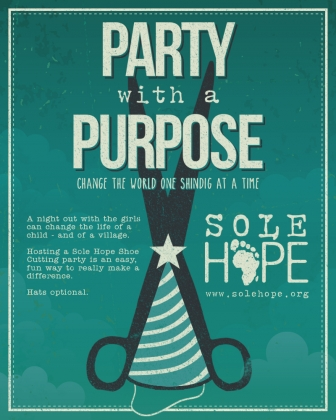 PARTY
with a
PURPOSE
CHANGE THE WORLD ONE SHINDIG AT A TIME
A night out with the girls
can change the life of a
child - and of a village.
Hosting a Sole Hope Shoe
Cutting party is an easy,
fun way to really make a
difference.
Hats optional.
SOLE
HOPE
www.solehope.org